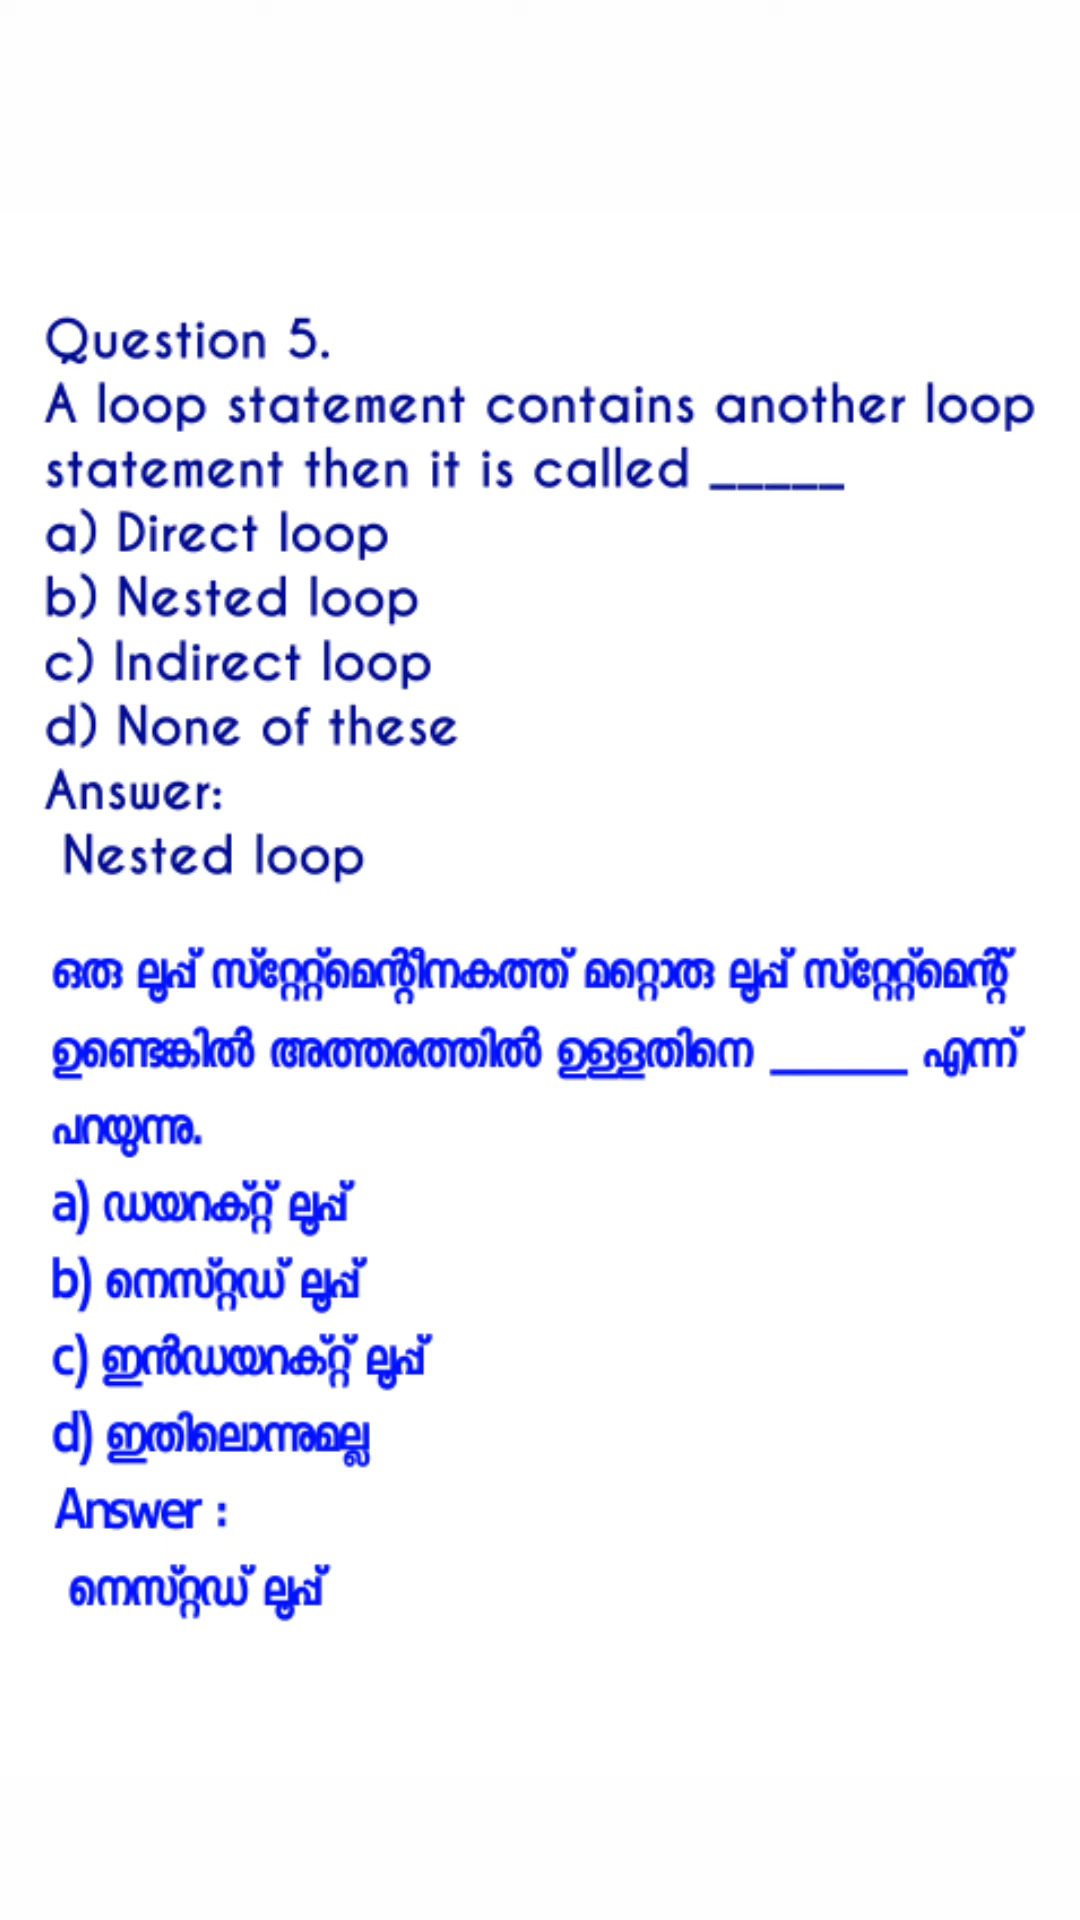 Question 5.
A loop statement contains another loop
statement then it is called _____
a) Direct loop
b) Nested loop
c) Indirect loop
d) None of these
Answer:
Nested loop
ഒരു ലൂപ്പ് സ്റ്റേറ്റ്മെന്റിനകത്ത് മറ്റൊരു ലൂപ്പ് സ്റ്റേറ്റ്മെന്റ്
ഉണ്ടെങ്കിൽ അത്തരത്തിൽ ഉള്ളതിനെ ______ എന്ന്
പറയുന്നു.
a) ഡയറക്റ്റ് ലൂപ്പ്
b) നെസ്റ്റഡ് ലൂപ്പ്
c) ഇൻഡയറക്റ്റ് ലൂപ്പ്
d) ഇതിലൊന്നുമല്ല
Answer :
നെസ്റ്റഡ് ലൂപ്പ്